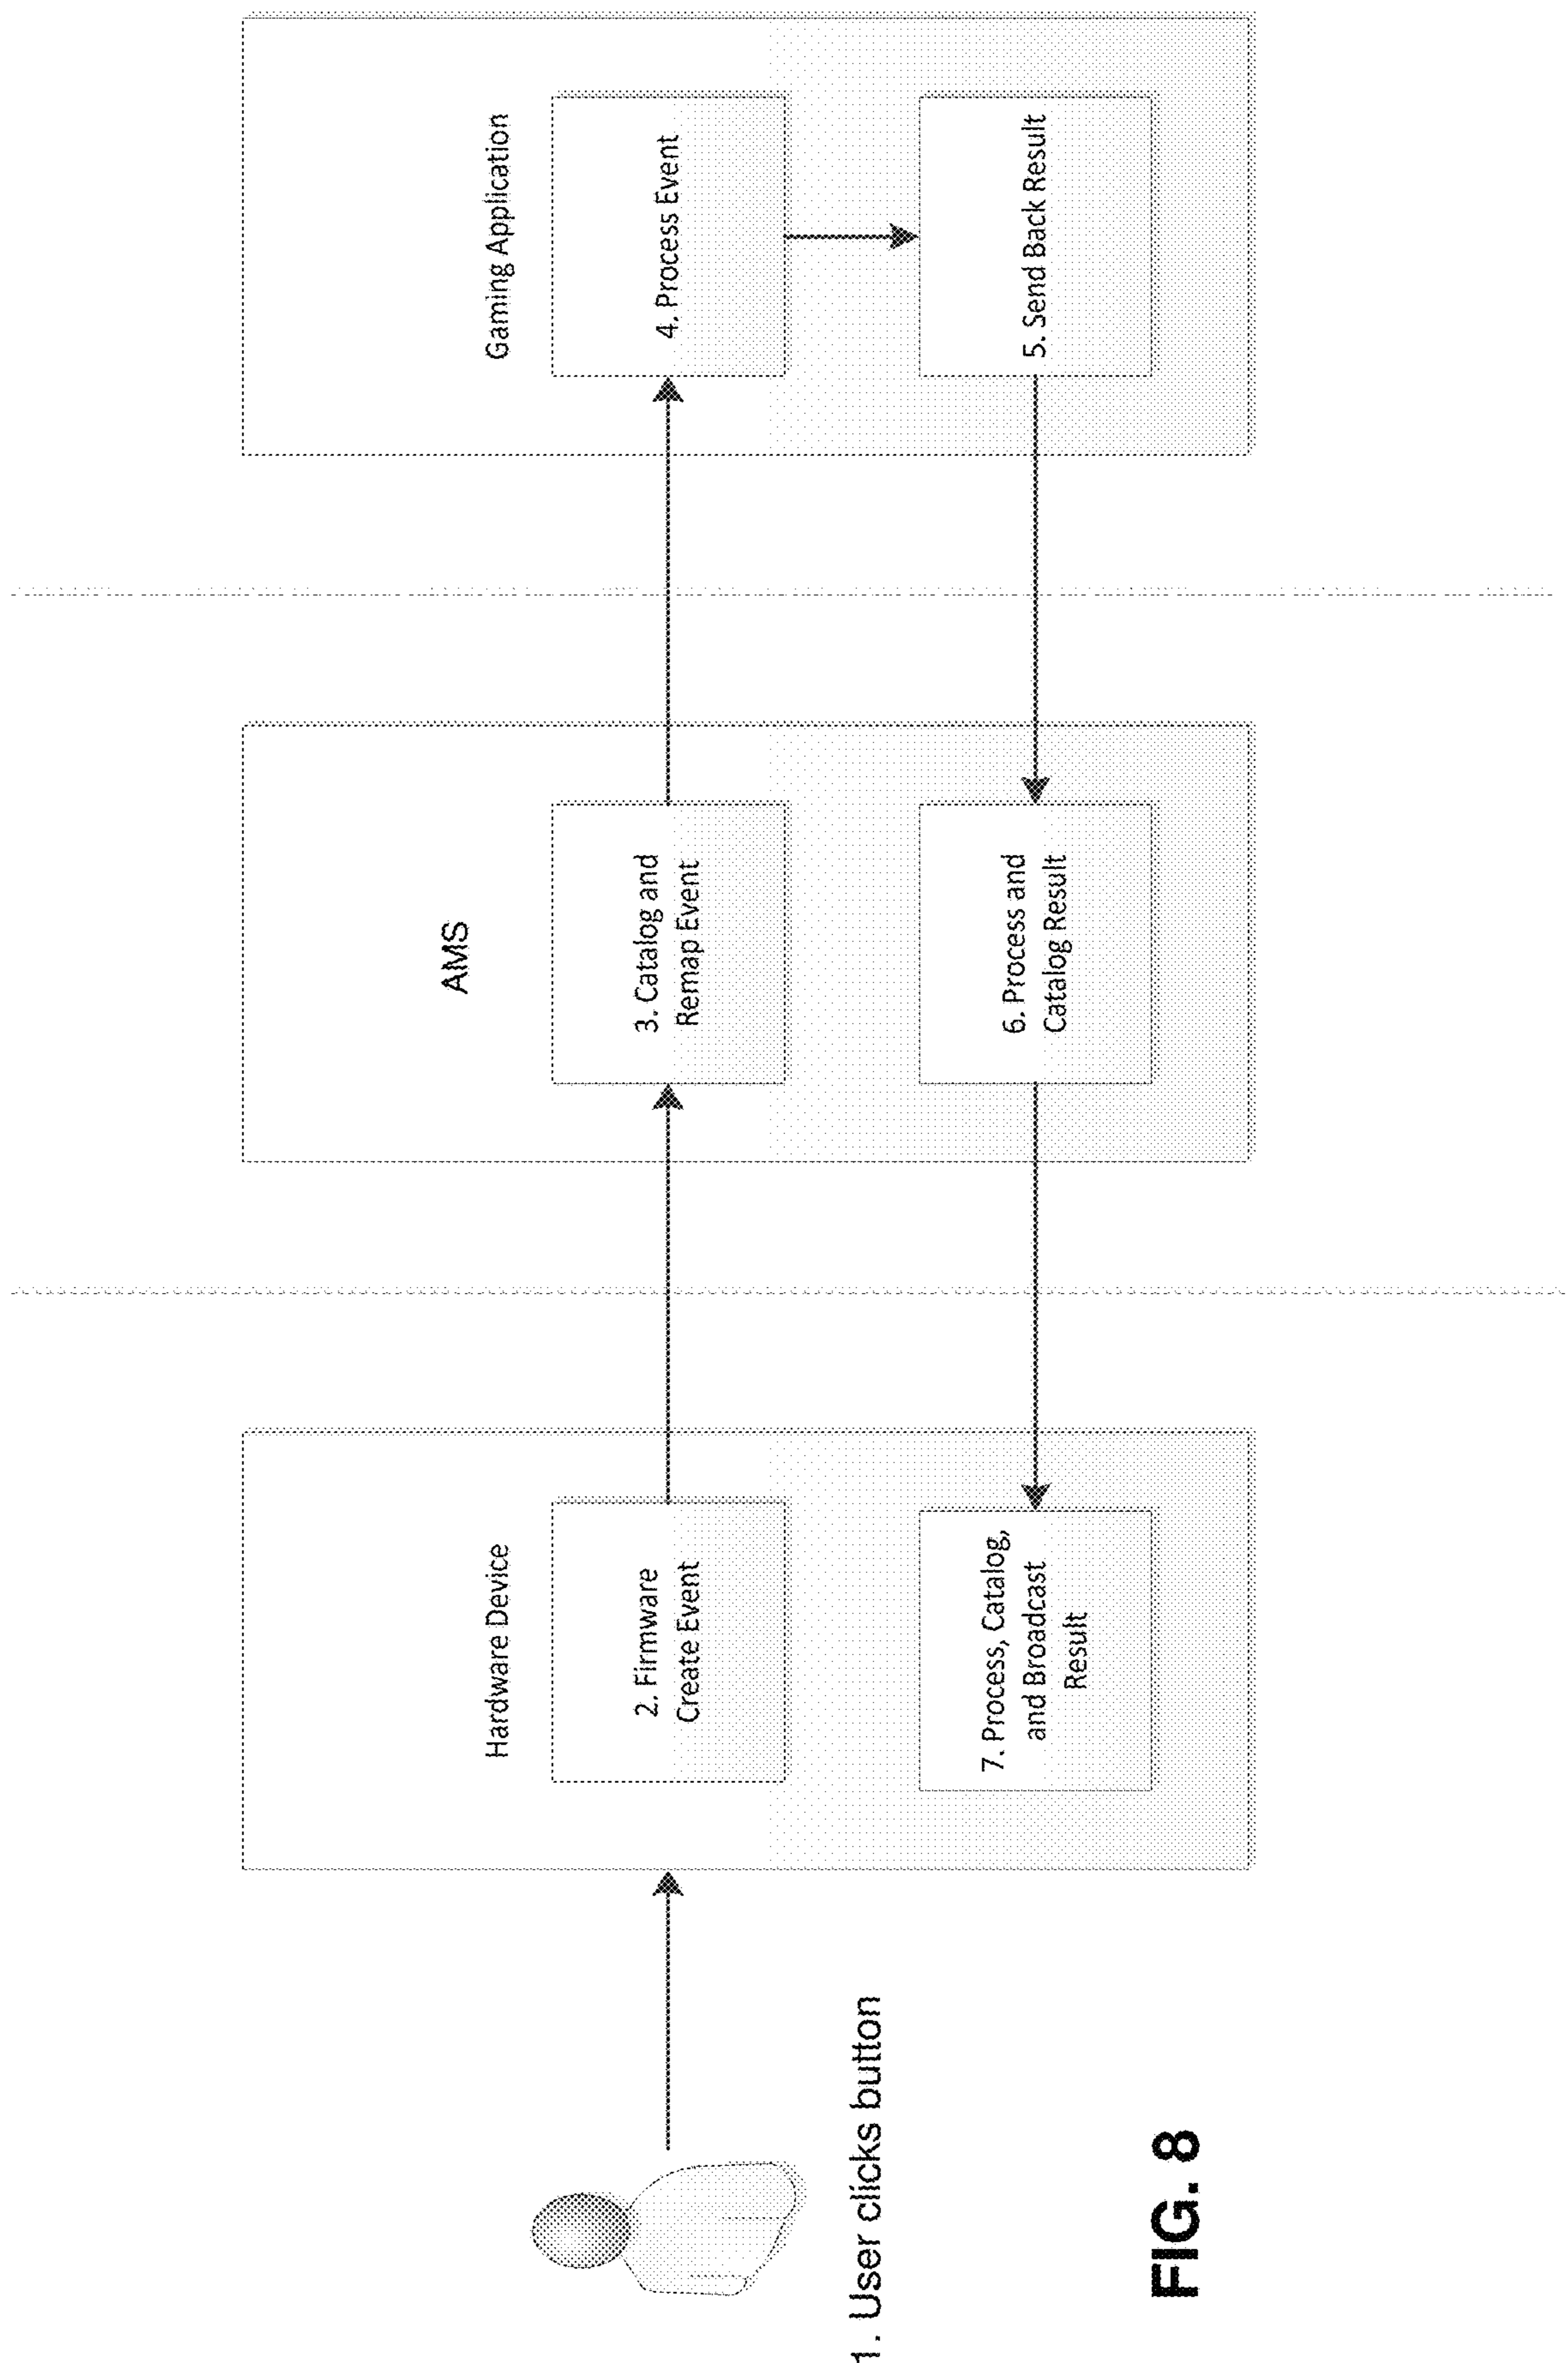 Hardware Device
AMS
Gaming Application
1. User clicks button
2. Firmware
Create Event
3. Catalog and
Remap Event
4. Process Event
5. Send Back Result
6. Process and
Catalog Result
7. Process, Catalog,
and Broadcast
Result
FIG. 8